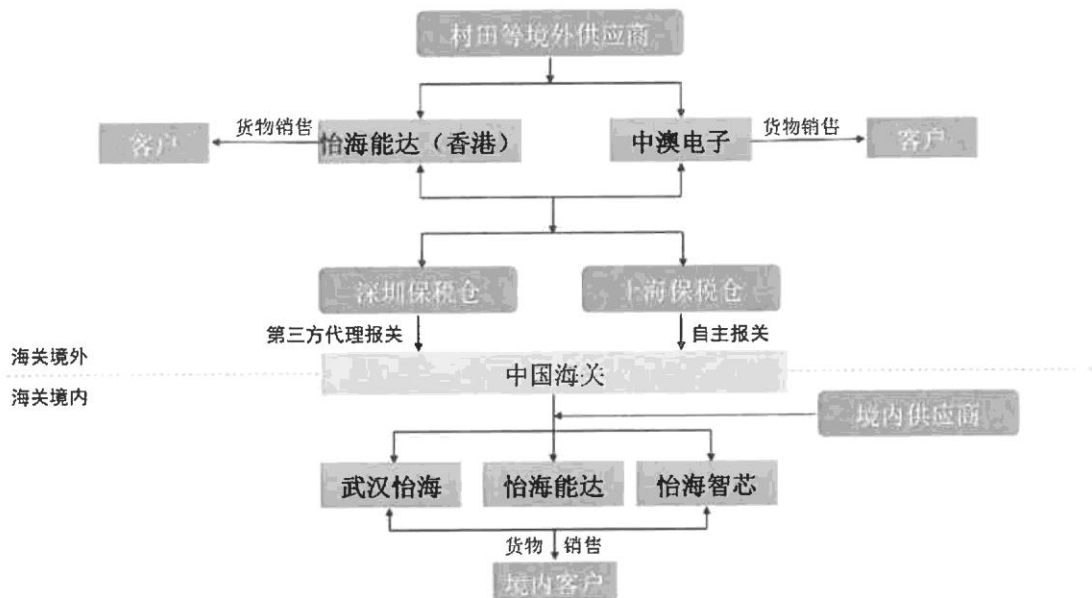 村田等境外供应商
货物销售
货物销售
客户
怡海能达（香港）
中澳电子
客户
深圳保税仓
上海保税仓
第三方代理报关
自主报关
海关境外
中国海关
海关境内
境内供应商
武汉怡海
怡海能达
怡海智芯
货物 销售
境内客户